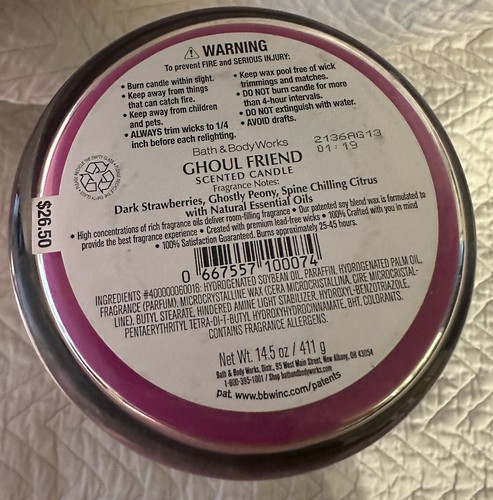 WARNING
To prevent FIRE and SERIOUS INJURY:
• Burn candle within sight.
• Keep away from things
that can catch fire.
• Keep away from children
and pets.
• ALWAYS trim wicks to 1/4
inch before each relighting.
• Keep wax pool free of wick
trimmings and matches.
• DO NOT burn candle for more
than 4-hour intervals.
• DO NOT extinguish with water.
• AVOID drafts.
2136AG13
01:19
Bath & Body Works
GHOUL FRIEND
SCENTED CANDLE
Fragrance Notes:
Dark Strawberries, Ghostly Peony, Spine Chilling Citrus
with Natural Essential Oils
• High concentrations of rich fragrance oils deliver room-filling fragrance • Our patented soy blend wax is formulated to
provide the best fragrance experience • Created with premium lead-free wicks • 100% Crafted with you in mind
• 100% Satisfaction Guaranteed. Burns approximately 25-45 hours.
$26.50
0 667557 100074
INGREDIENTS #400000060018: HYDROGENATED SOYBEAN OIL, PARAFFIN, HYDROGENATED PALM OIL,
FRAGRANCE (PARFUM), MICROCRYSTALLINE WAX (CERA MICROCRISTALLINA, CIRE MICROCRISTAL-
LINE), BUTYL STEARATE, HINDERED AMINE LIGHT STABILIZER, HYDROXYL-BENZOTRIAZOLE,
PENTAERYTHRITYL TETRA-DI-T-BUTYL HYDROXYHYDROCINNAMATE, BHT. COLORANTS.
CONTAINS FRAGRANCE ALLERGENS.
Net Wt. 14.5 oz / 411 g
Bath & Body Works, Distr., 95 West Main Street, New Albany, OH 43054
1-800-395-1001 / Shop bathandbodyworks.com
pat. www.bbwinc.com/patents